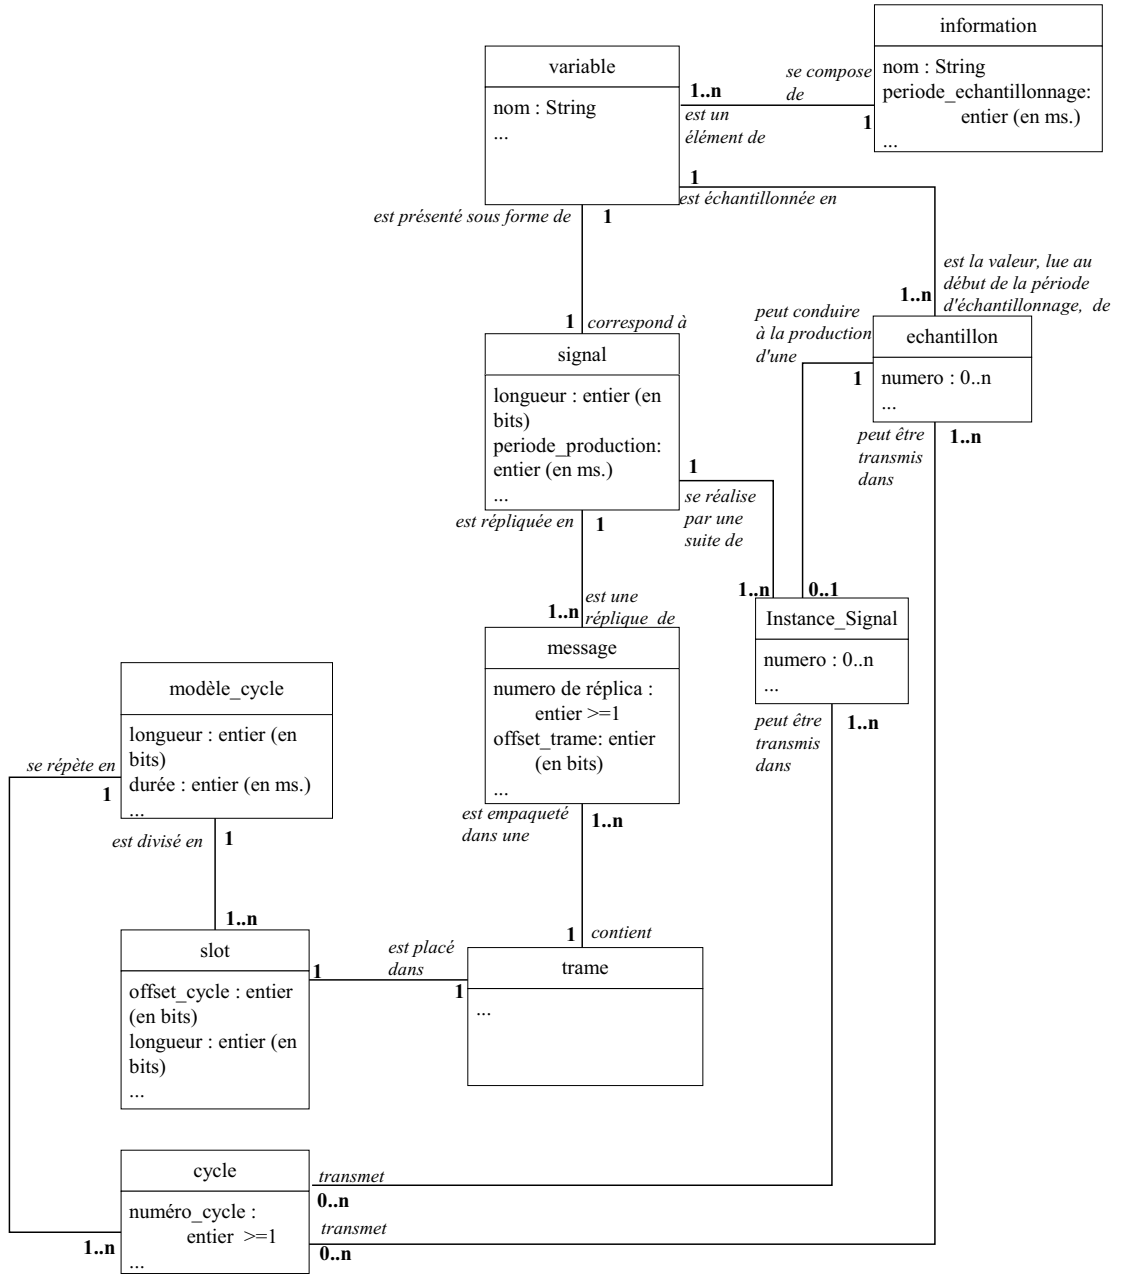 information
nom : String
periode_echantillonnage:
entier (en ms.)
...
variable
nom : String
...
1..n
se compose
de
est un
élément de
1
1
est échantillonnée en
est présenté sous forme de
1
est la valeur, lue au
début de la période
d'échantillonnage, de
1..n
1
correspond à
signal
longueur : entier (en
bits)
periode_production:
entier (en ms.)
...
peut conduire
à la production
d'une
echantillon
numero : 0..n
...
1
peut être
transmis
dans
1..n
1
se réalise
par une
suite de
est répliquée en
1
1..n
0..1
Instance_Signal
numero : 0..n
...
est une
réplique de
1..n
message
numero de réplica :
entier >=1
offset_trame: entier
(en bits)
...
peut être
transmis
dans
1..n
modèle_cycle
longueur : entier (en
bits)
durée : entier (en ms.)
...
se répète en
1
est divisé en
1
est empaqueté
dans une
1..n
1..n
slot
offset_cycle : entier
(en bits)
longueur : entier (en
bits)
...
1
est placé
dans
1
1
contient
trame
...
cycle
numéro_cycle :
entier >=1
...
1..n
transmet
0..n
transmet
0..n